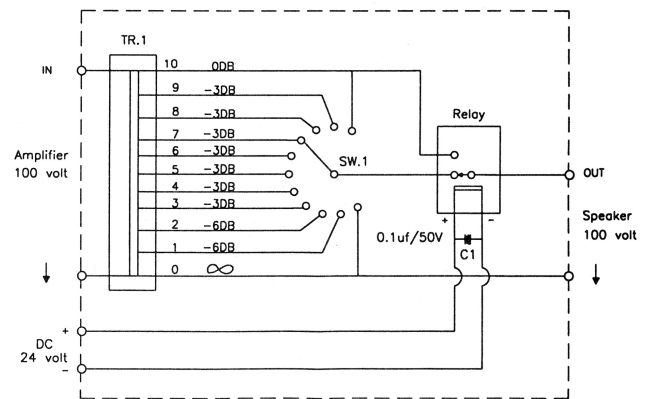 TR.1
IN
10 0DB
9 -3DB
8 -3DB
7 -3DB
6 -3DB
5 -3DB
4 -3DB
3 -3DB
2 -6DB
1 -6DB
0 ∞
SW.1
Relay
+ -
0.1uf/50V
C1
OUT
Amplifier
100 volt
Speaker
100 volt
+
DC
24 volt
-